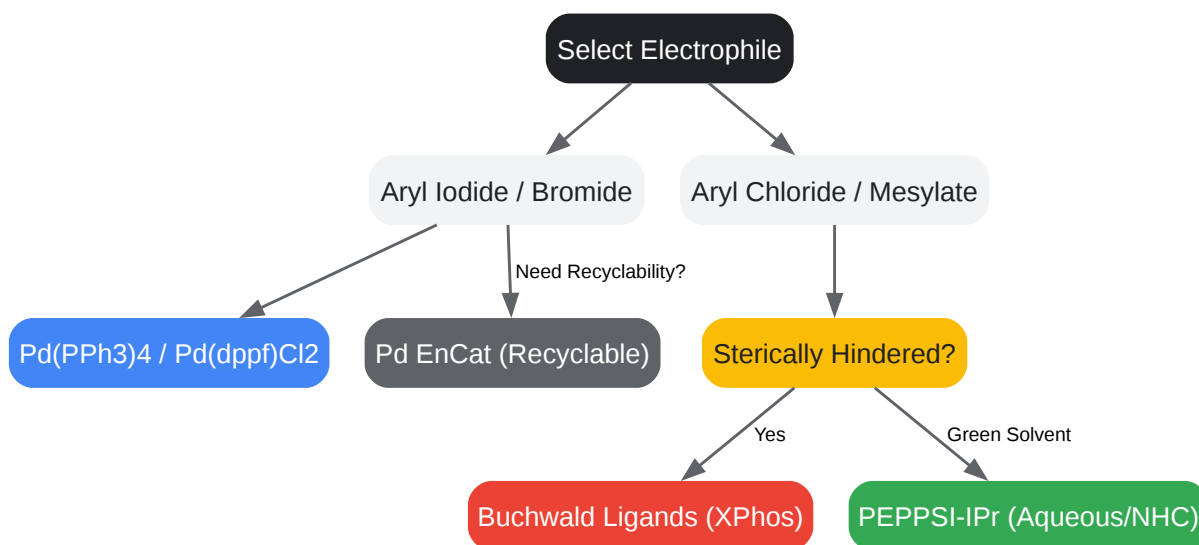 Select Electrophile
Aryl Iodide / Bromide
Aryl Chloride / Mesylate
Need Recyclability?
Pd(PPh3)4 / Pd(dppf)Cl2
Pd EnCat (Recyclable)
Sterically Hindered?
Yes
Green Solvent
Buchwald Ligands (XPhos)
PEPPSI-IPr (Aqueous/NHC)